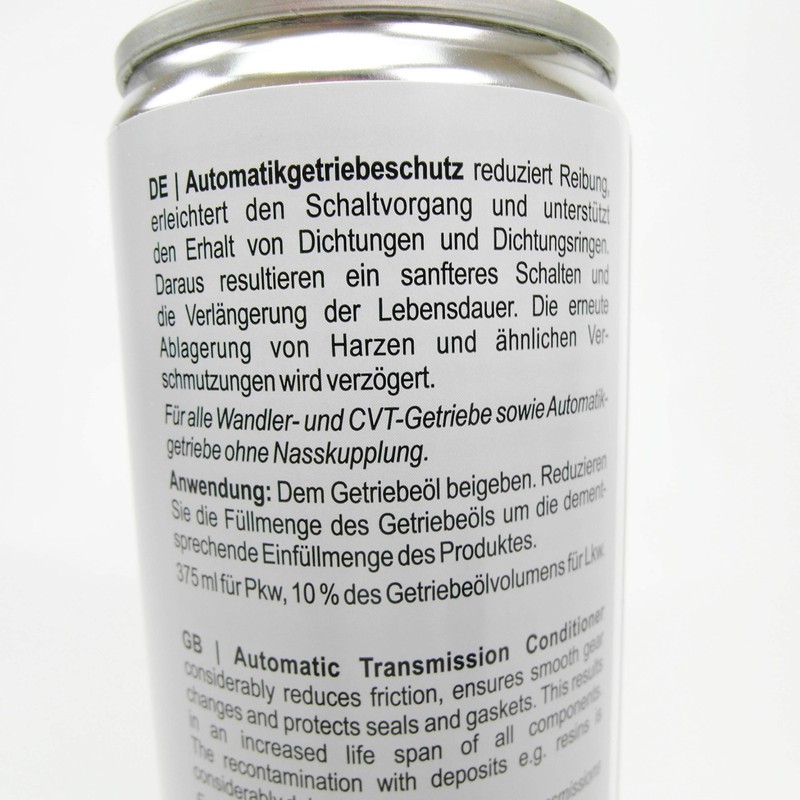 DE | Automatikgetriebeschutz reduziert Reibung,
erleichtert den Schaltvorgang und unterstützt
den Erhalt von Dichtungen und Dichtungsringen.
Daraus resultieren ein sanfteres Schalten und
die Verlängerung der Lebensdauer. Die erneute
Ablagerung von Harzen und ähnlichen Ver-
schmutzungen wird verzögert.
Für alle Wandler- und CVT-Getriebe sowie Automatik-
getriebe ohne Nasskupplung.
Anwendung: Dem Getriebeöl beigeben. Reduzieren
Sie die Füllmenge des Getriebeöls um die dement-
sprechende Einfüllmenge des Produktes.
375 ml für Pkw, 10 % des Getriebeölvolumens für Lkw.
GB | Automatic Transmission Conditioner
considerably reduces friction, ensures smooth gear
changes and protects seals and gaskets. This results
in an increased life span of all components.
The recontamination with deposits e.g. resins is
considerably